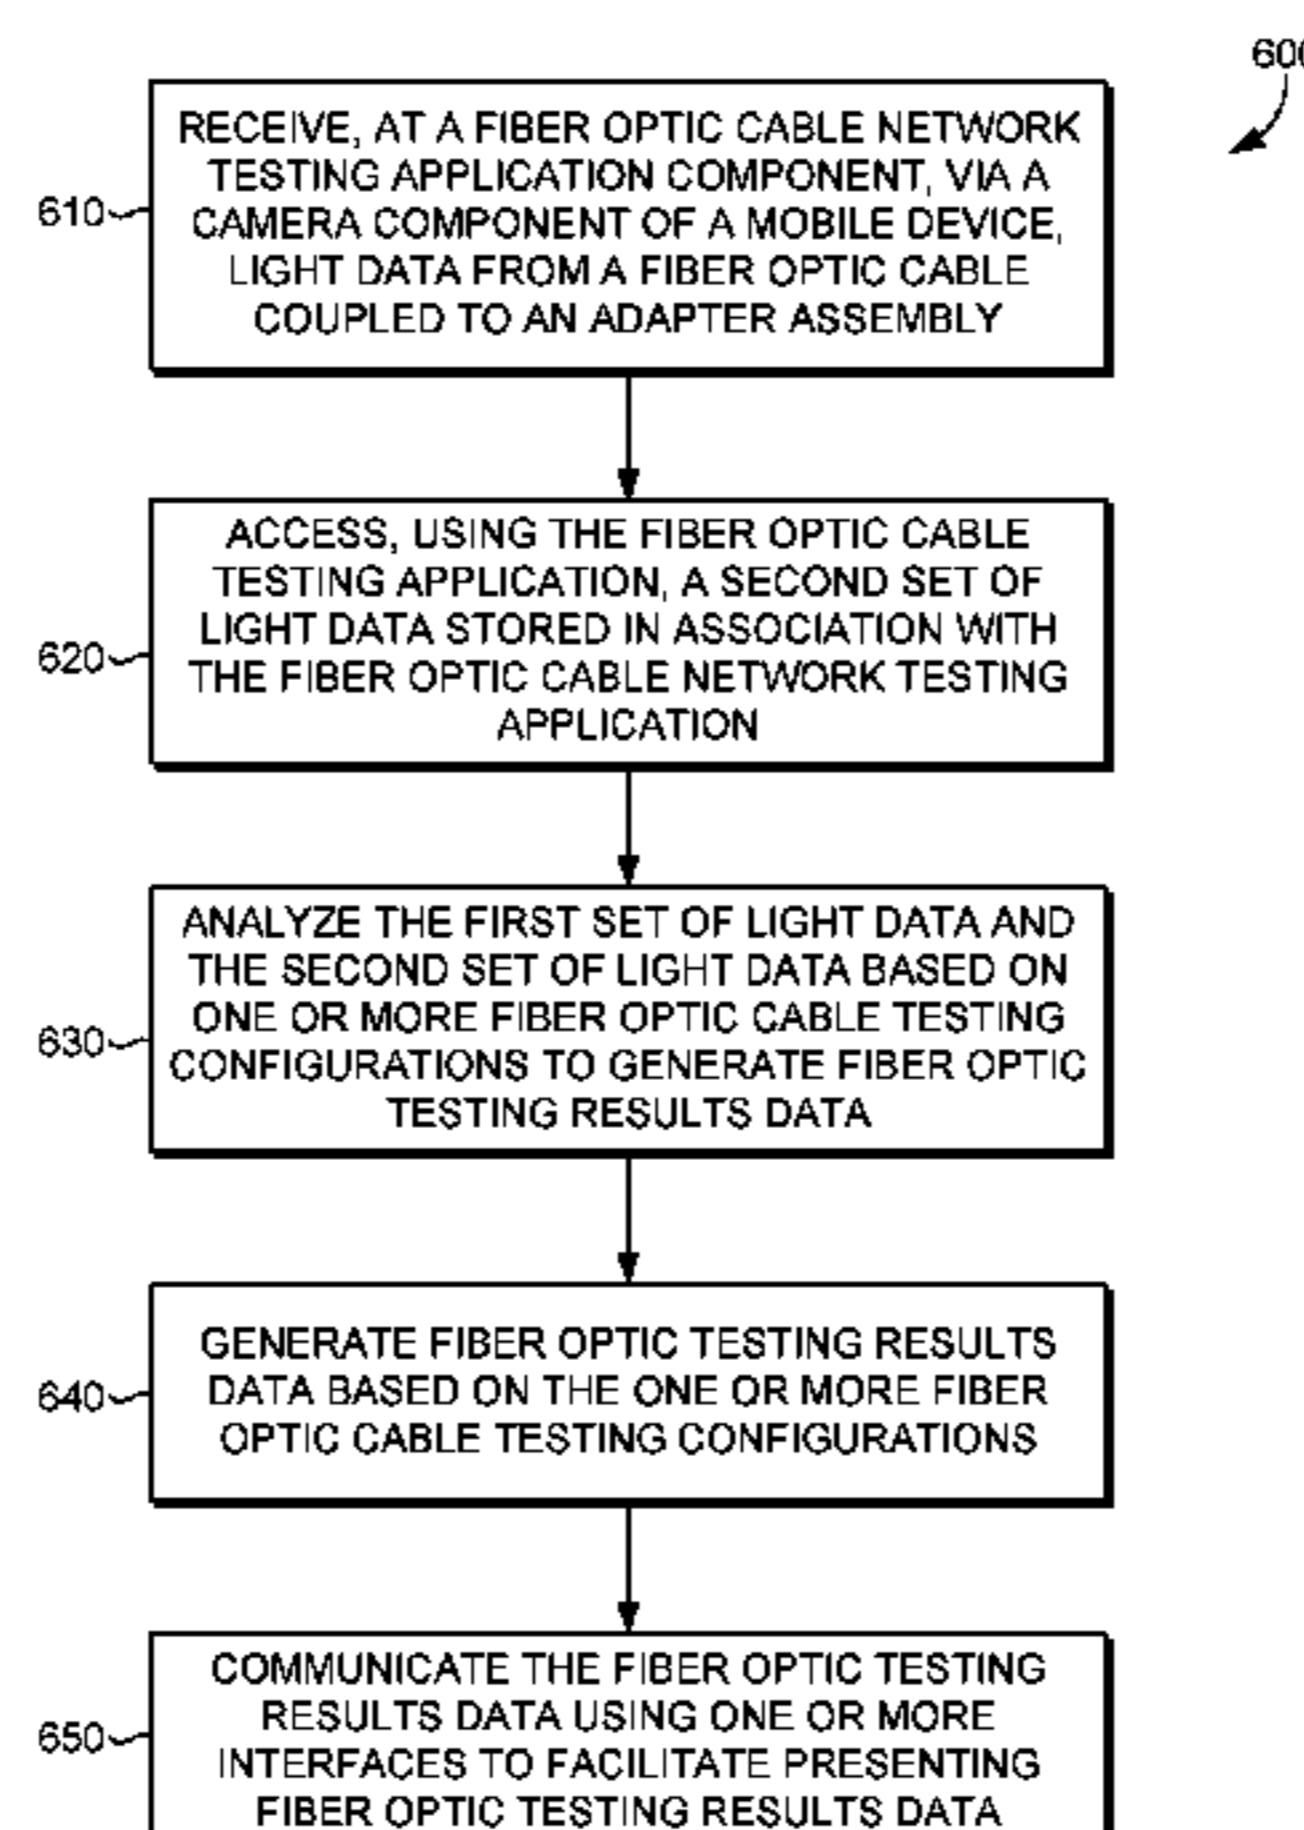 600
RECEIVE, AT A FIBER OPTIC CABLE NETWORK
TESTING APPLICATION COMPONENT, VIA A
CAMERA COMPONENT OF A MOBILE DEVICE,
LIGHT DATA FROM A FIBER OPTIC CABLE
COUPLED TO AN ADAPTER ASSEMBLY
610
ACCESS, USING THE FIBER OPTIC CABLE
TESTING APPLICATION, A SECOND SET OF
LIGHT DATA STORED IN ASSOCIATION WITH
THE FIBER OPTIC CABLE NETWORK TESTING
APPLICATION
620
ANALYZE THE FIRST SET OF LIGHT DATA AND
THE SECOND SET OF LIGHT DATA BASED ON
ONE OR MORE FIBER OPTIC CABLE TESTING
CONFIGURATIONS TO GENERATE FIBER OPTIC
TESTING RESULTS DATA
630
GENERATE FIBER OPTIC TESTING RESULTS
DATA BASED ON THE ONE OR MORE FIBER
OPTIC CABLE TESTING CONFIGURATIONS
640
COMMUNICATE THE FIBER OPTIC TESTING
RESULTS DATA USING ONE OR MORE
INTERFACES TO FACILITATE PRESENTING
FIBER OPTIC TESTING RESULTS DATA
650